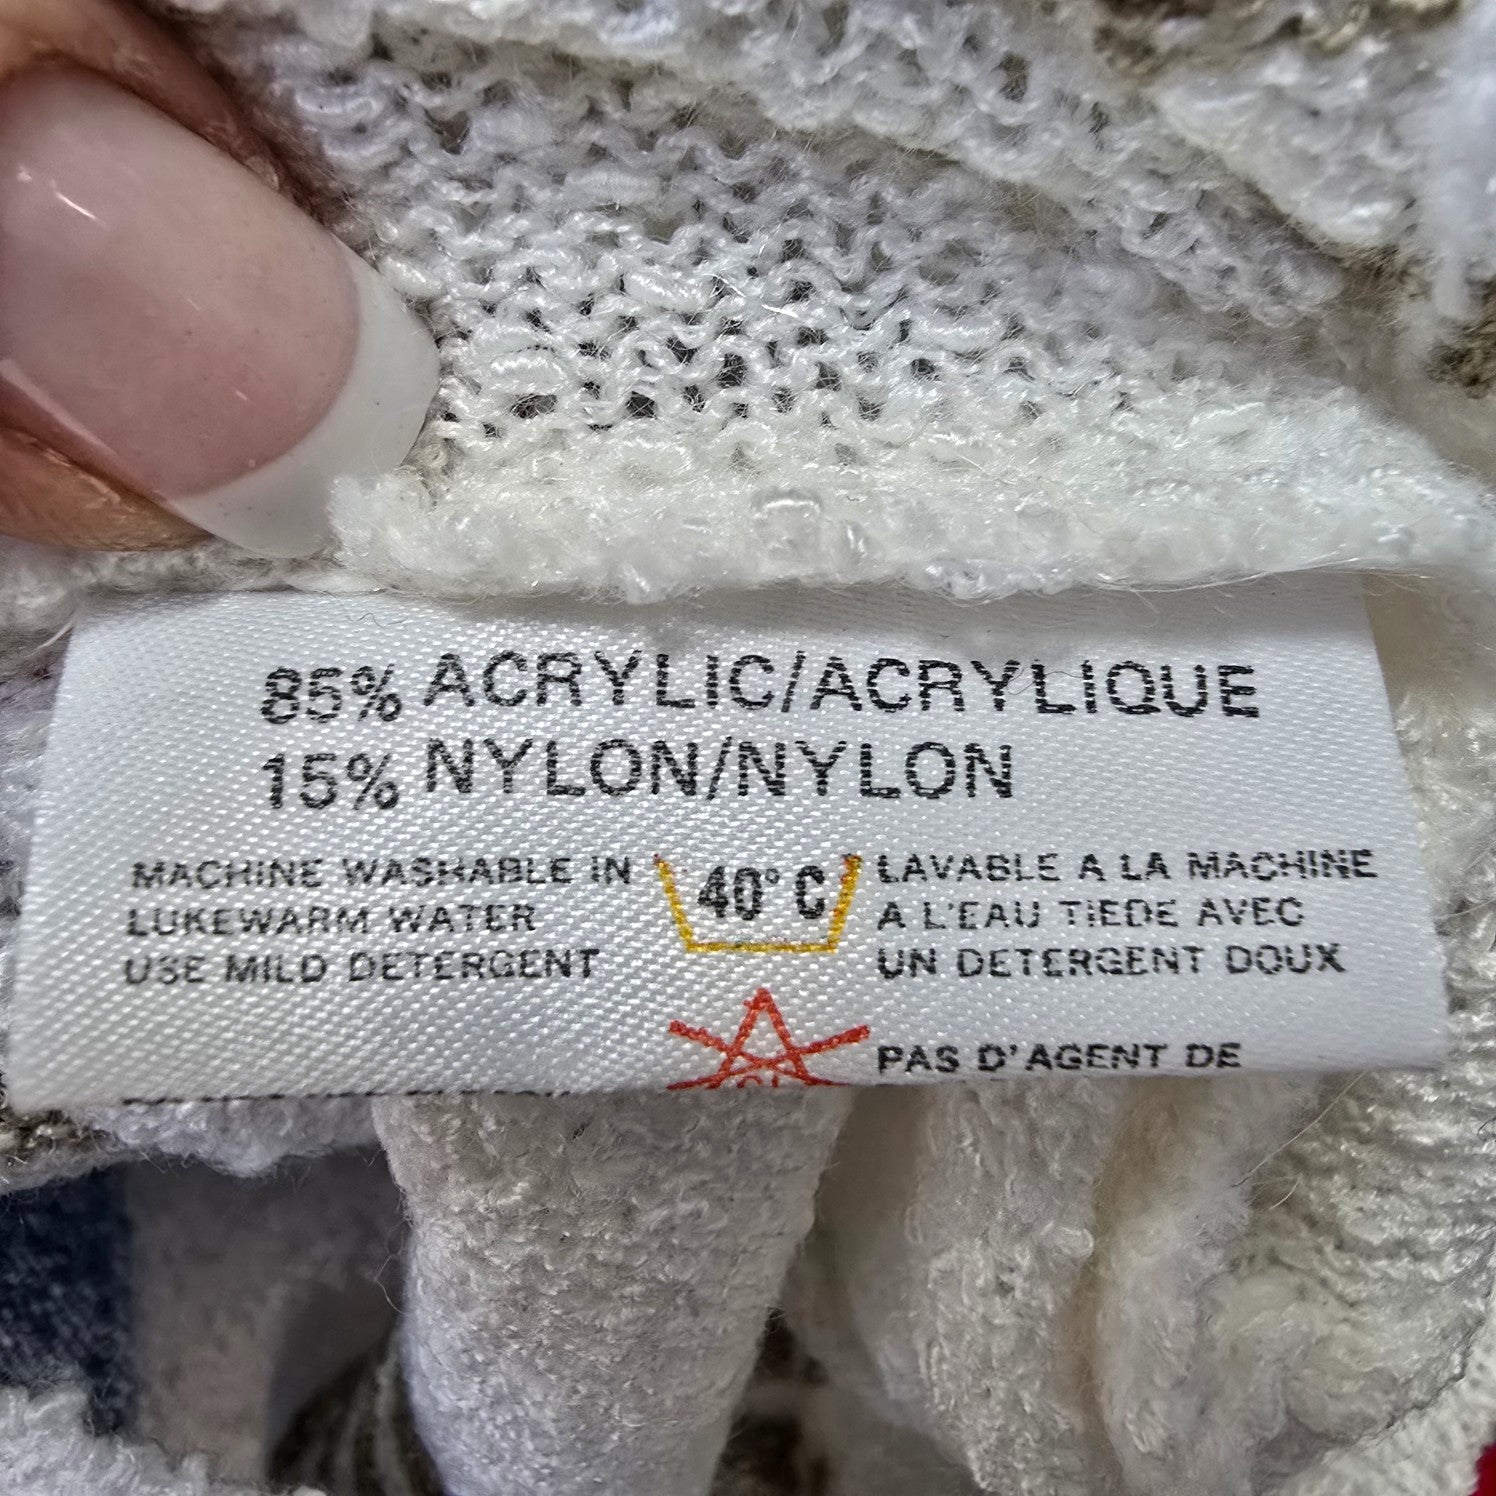 85% ACRYLIC/ACRYLIQUE
15% NYLON/NYLON
MACHINE WASHABLE IN
LUKEWARM WATER
USE MILD DETERGENT
40°C
LAVABLE A LA MACHINE
A L'EAU TIEDE AVEC
UN DETERGENT DOUX
PAS D'AGENT DE